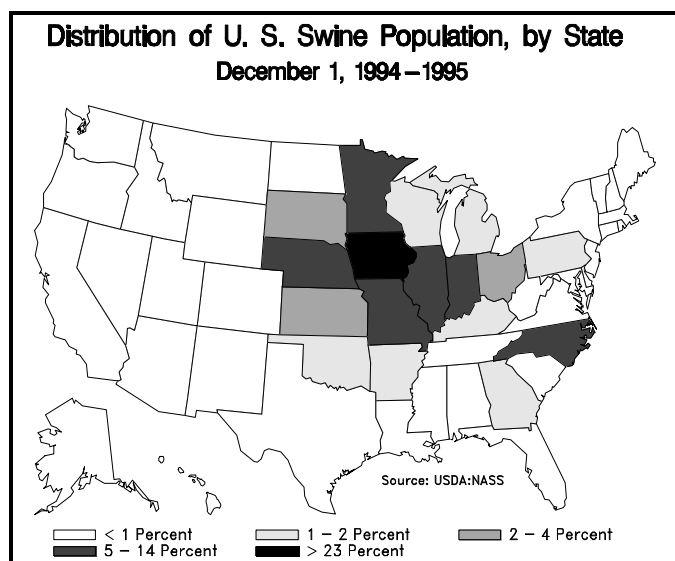 Distribution of U. S. Swine Population, by State
December 1, 1994–1995
Source: USDA:NASS
< 1 Percent
1 – 2 Percent
2 – 4 Percent
5 – 14 Percent
> 23 Percent